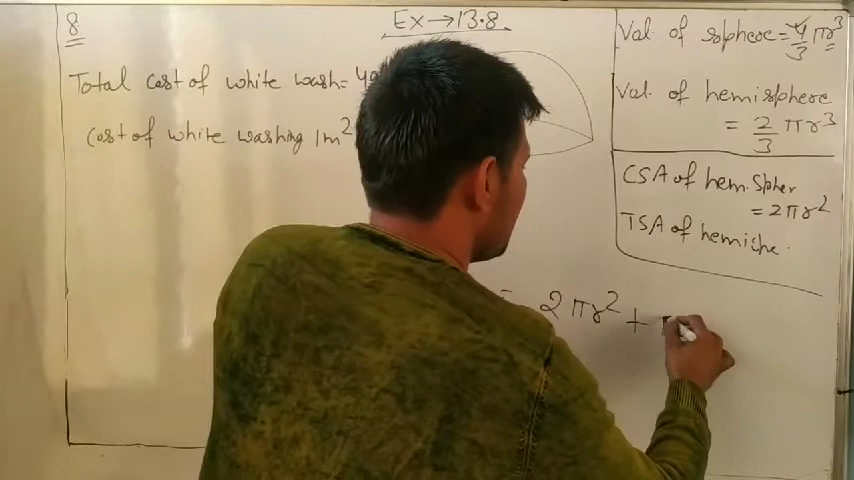 8
Ex→13.8
Total cost of white wash=
cost of white washing 1m²
Vol. of sphere = 4/3 πr³
Vol. of hemisphere
= 2/3 πr³
CSA of hem.Spher
= 2πr²
TSA of hemishe.
= 2πr² +